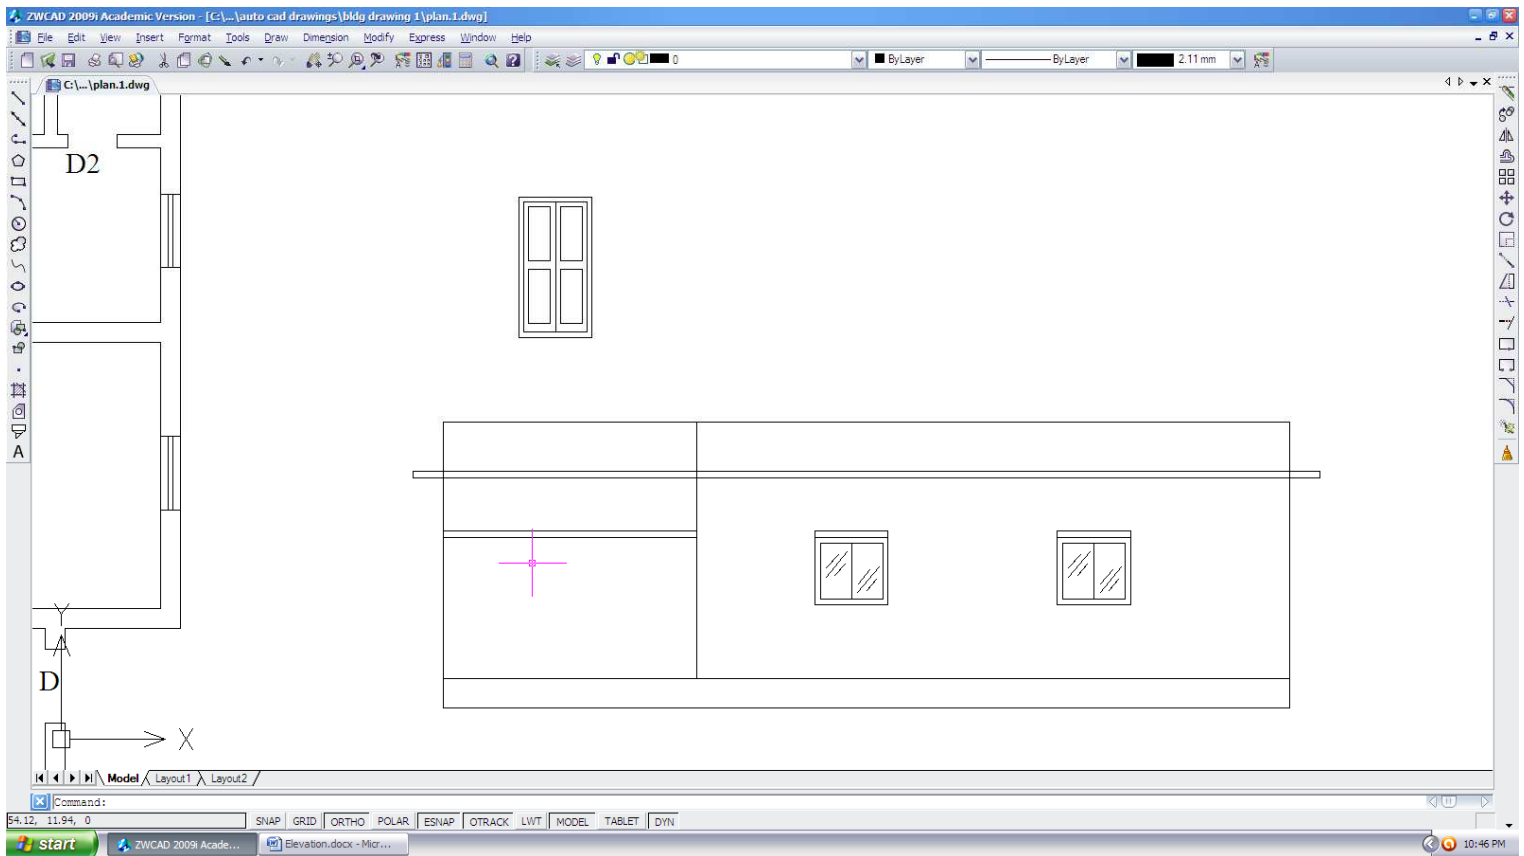 ZWCAD 2009i Academic Version - [C:\...\auto cad drawings\bldg drawing 1\plan.1.dwg]
File Edit View Insert Format Tools Draw Dimension Modify Express Window Help
0 ByLayer ByLayer 2.11 mm
C:\...\plan.1.dwg
D2
A
Y
D
X
Model Layout1 Layout2
Command:
54.12, 11.94, 0 SNAP GRID ORTHO POLAR ESNAP OTRACK LWT MODEL TABLET DYN
start ZWCAD 2009i Acade... Elevation.docx - Micr... 10:46 PM